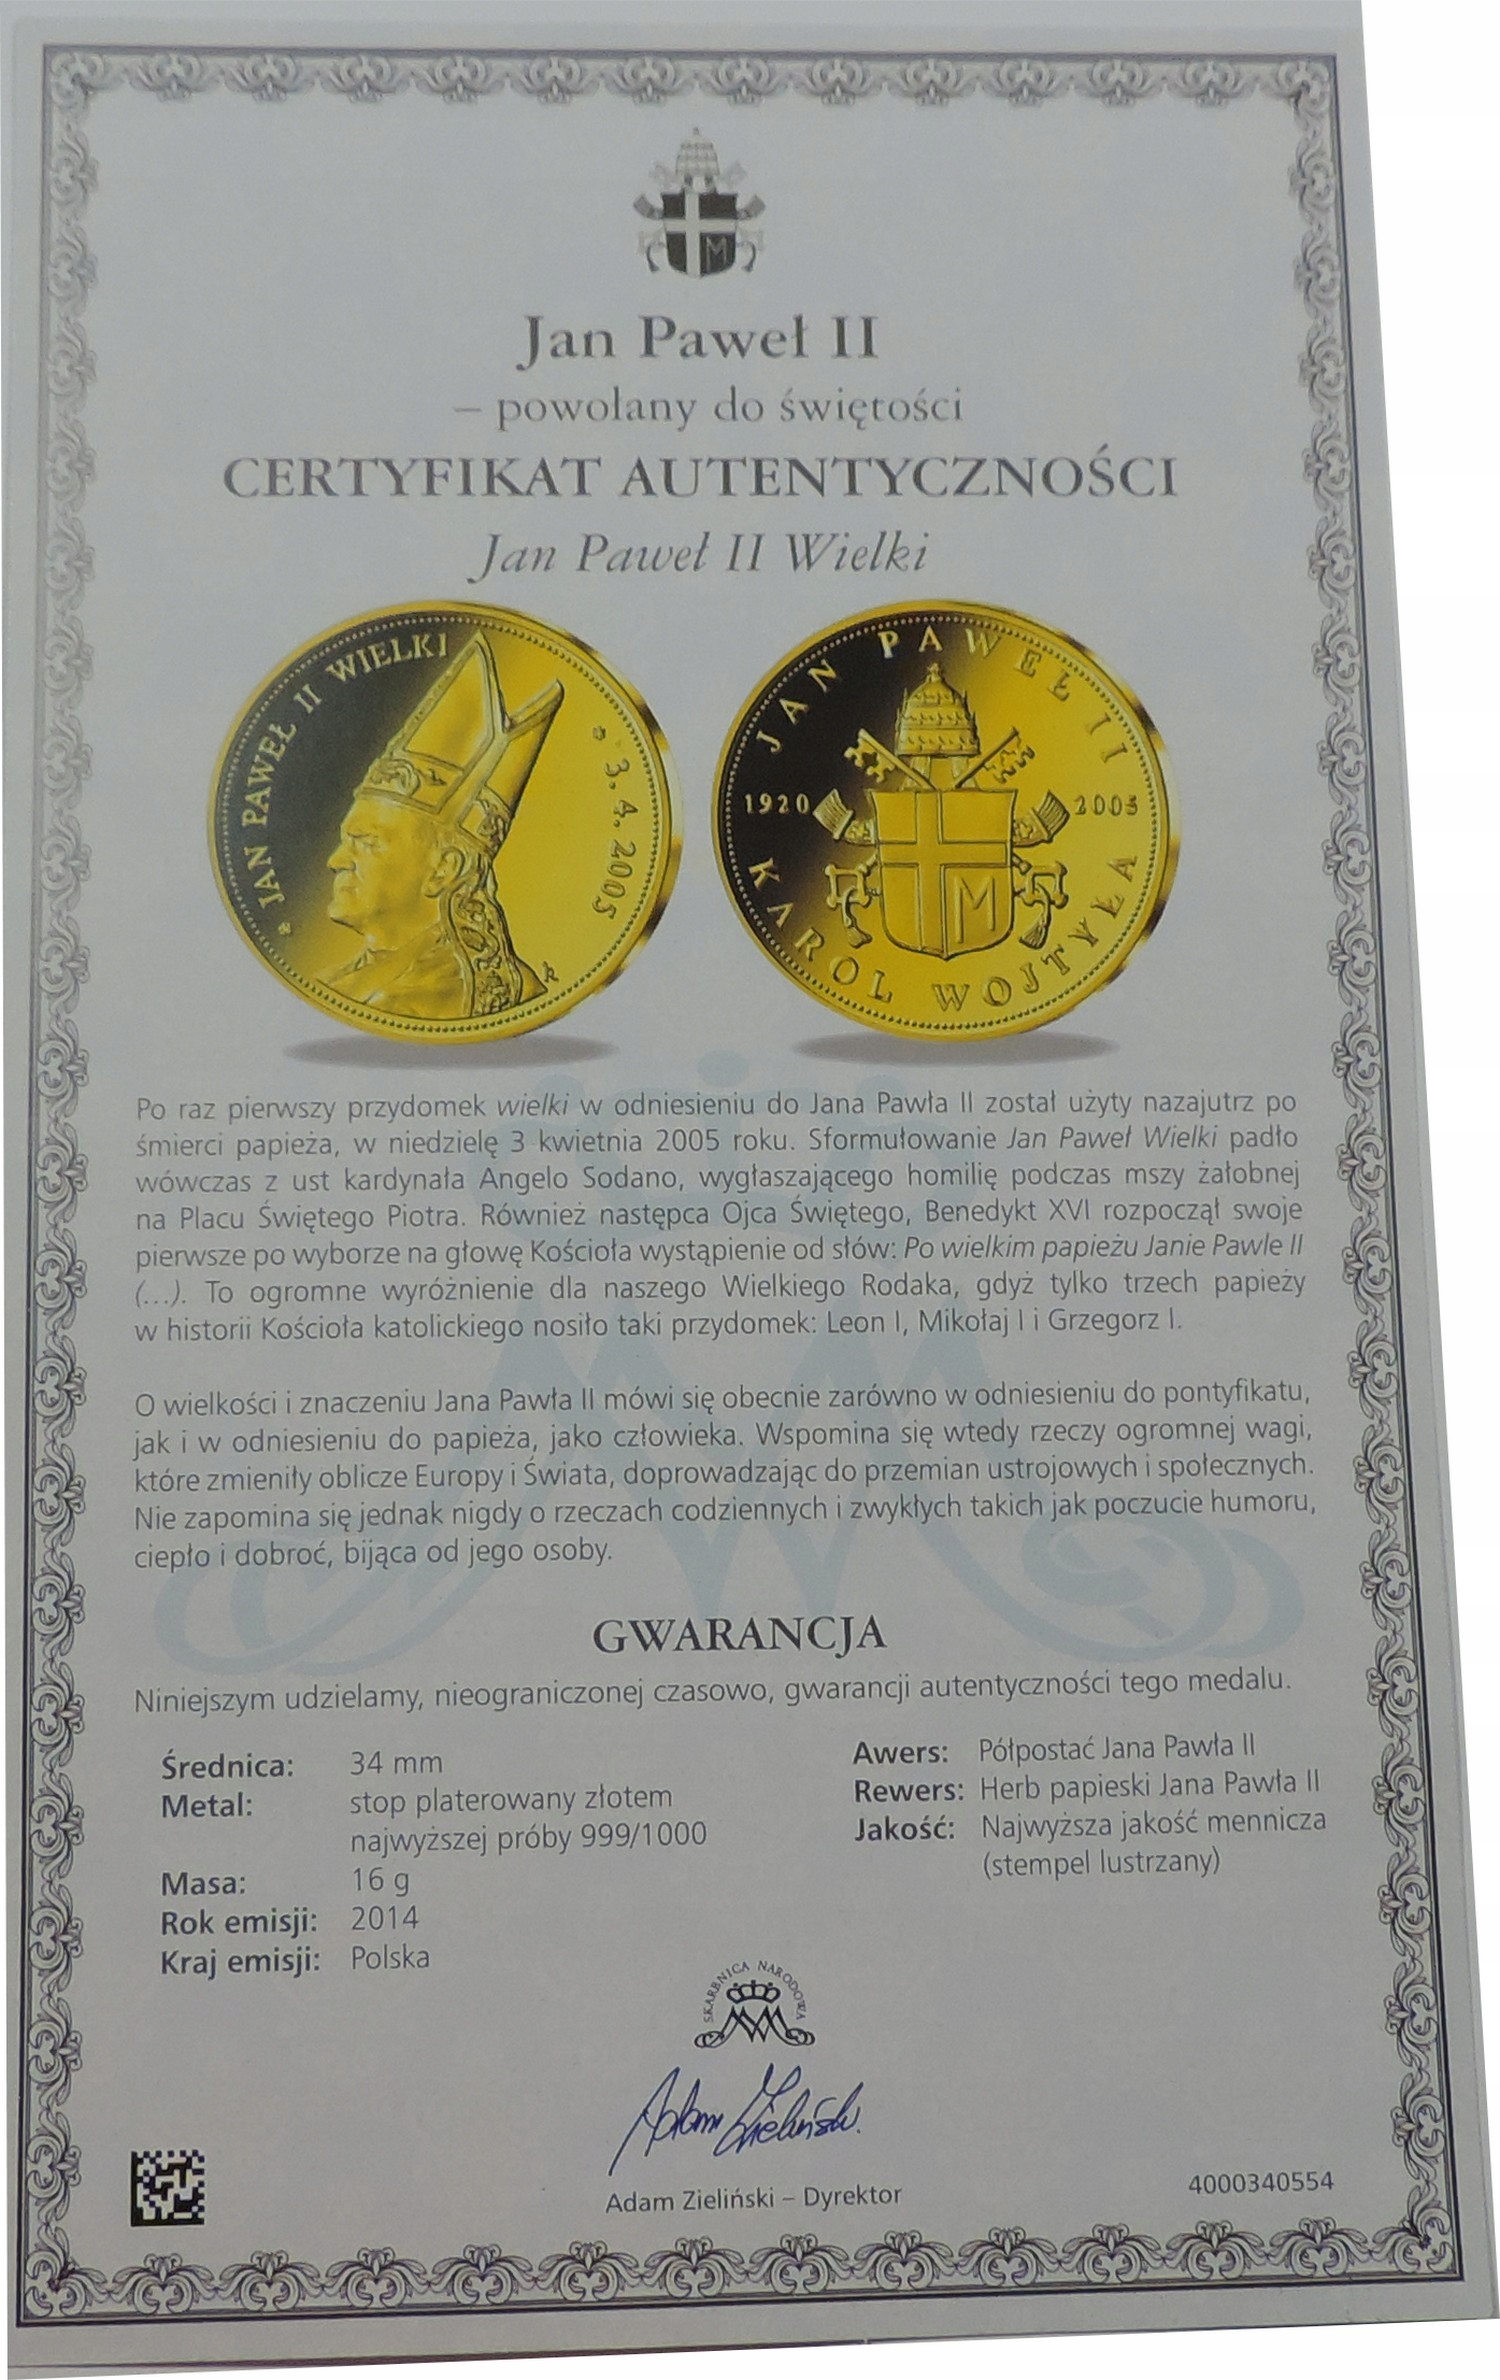 Jan Paweł II
– powołany do świętości
CERTYFIKAT AUTENTYCZNOŚCI
Jan Paweł II Wielki
* JAN PAWEŁ II WIELKI
* 3.4.2005
JAN PAWEŁ II
1920 2005
M
KAROL WOJTYŁA
Po raz pierwszy przydomek wielki w odniesieniu do Jana Pawła II został użyty nazajutrz po
śmierci papieża, w niedzielę 3 kwietnia 2005 roku. Sformułowanie Jan Paweł Wielki padło
wówczas z ust kardynała Angelo Sodano, wygłaszającego homilię podczas mszy żałobnej
na Placu Świętego Piotra. Również następca Ojca Świętego, Benedykt XVI rozpoczął swoje
pierwsze po wyborze na głowę Kościoła wystąpienie od słów: Po wielkim papieżu Janie Pawle II
(...). To ogromne wyróżnienie dla naszego Wielkiego Rodaka, gdyż tylko trzech papieży
w historii Kościoła katolickiego nosiło taki przydomek: Leon I, Mikołaj I i Grzegorz I.
O wielkości i znaczeniu Jana Pawła II mówi się obecnie zarówno w odniesieniu do pontyfikatu,
jak i w odniesieniu do papieża, jako człowieka. Wspomina się wtedy rzeczy ogromnej wagi,
które zmieniły oblicze Europy i Świata, doprowadzając do przemian ustrojowych i społecznych.
Nie zapomina się jednak nigdy o rzeczach codziennych i zwykłych takich jak poczucie humoru,
ciepło i dobroć, bijąca od jego osoby.
GWARANCJA
Niniejszym udzielamy, nieograniczonej czasowo, gwarancji autentyczności tego medalu.
Średnica: 34 mm
Metal: stop platerowany złotem
najwyższej próby 999/1000
Masa: 16 g
Rok emisji: 2014
Kraj emisji: Polska
Awers: Półpostać Jana Pawła II
Rewers: Herb papieski Jana Pawła II
Jakość: Najwyższa jakość mennicza
(stempel lustrzany)
SKARBNICA NARODOWA
Adam Zieliński
Adam Zieliński – Dyrektor
4000340554